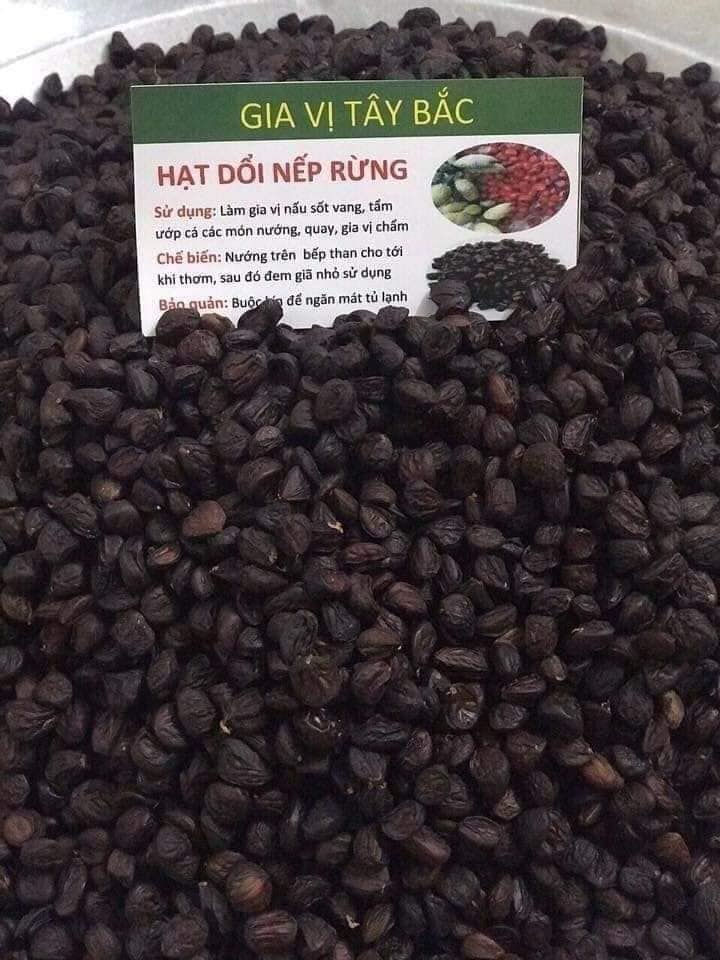 GIA VỊ TÂY BẮC
HẠT DỔI NẾP RỪNG
Sử dụng: Làm gia vị nấu sốt vang, tẩm
ướp cá các món nướng, quay, gia vị chấm
Chế biến: Nướng trên bếp than cho tới
khi thơm, sau đó đem giã nhỏ sử dụng
Bảo quản: Buộc kín để ngăn mát tủ lạnh